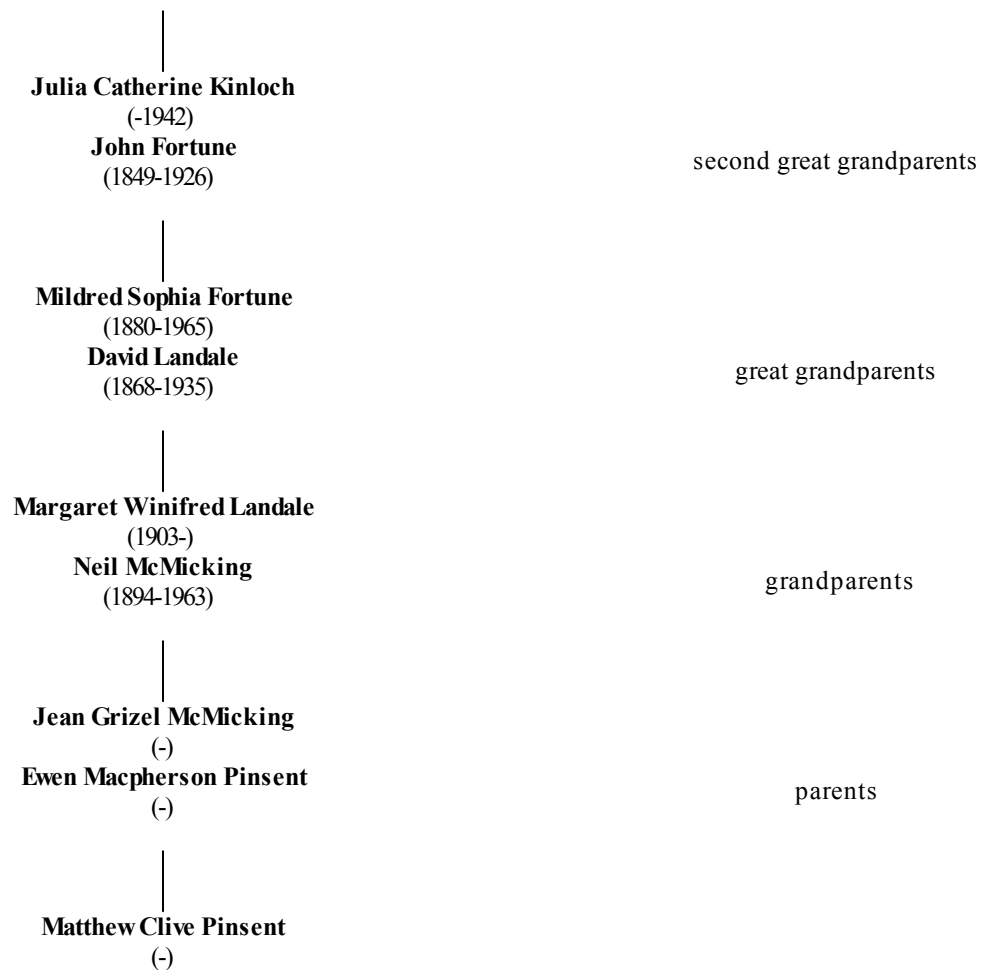 Julia Catherine Kinloch
(-1942)
John Fortune
(1849-1926)
second great grandparents
Mildred Sophia Fortune
(1880-1965)
David Landale
(1868-1935)
great grandparents
Margaret Winifred Landale
(1903-)
Neil McMicking
(1894-1963)
grandparents
Jean Grizel McMicking
(-)
Ewen Macpherson Pinsent
(-)
parents
Matthew Clive Pinsent
(-)